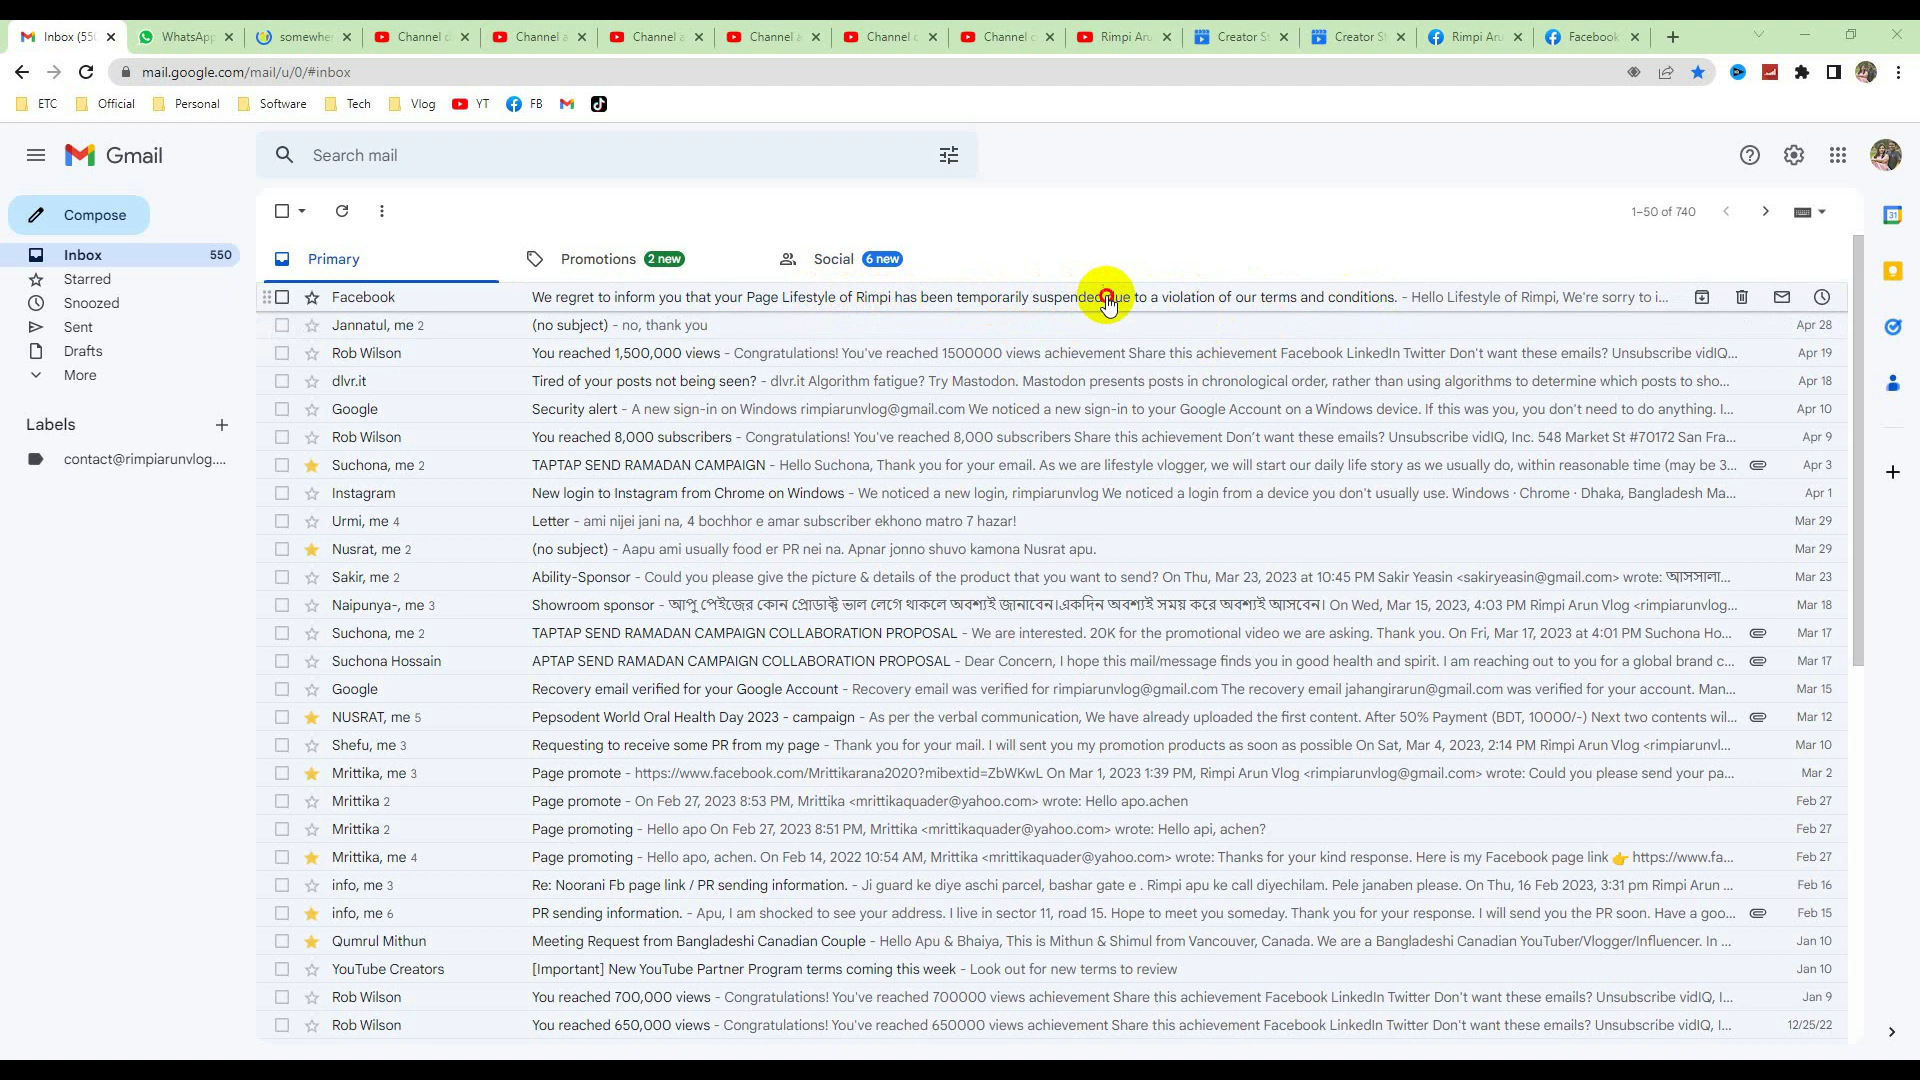 Inbox (55
WhatsApp
somewhe
Channel d
Channel a
Channel a
Channel a
Channel c
Channel c
Rimpi Aru
Creator S
Creator St
Rimpi Aru
Facebook
mail.google.com/mail/u/0/#inbox
ETC Official Personal Software Tech Vlog YT FB
Gmail
Search mail
Compose
1–50 of 740
Inbox 550
Starred
Snoozed
Sent
Drafts
More
Labels
contact@rimpiarunvlog....
Primary
Promotions 2 new
Social 6 new
Facebook We regret to inform you that your Page Lifestyle of Rimpi has been temporarily suspended due to a violation of our terms and conditions. - Hello Lifestyle of Rimpi, We're sorry to i...
Jannatul, me 2 (no subject) - no, thank you Apr 28
Rob Wilson You reached 1,500,000 views - Congratulations! You've reached 1500000 views achievement Share this achievement Facebook LinkedIn Twitter Don't want these emails? Unsubscribe vidIQ... Apr 19
dlvr.it Tired of your posts not being seen? - dlvr.it Algorithm fatigue? Try Mastodon. Mastodon presents posts in chronological order, rather than using algorithms to determine which posts to sho... Apr 18
Google Security alert - A new sign-in on Windows rimpiarunvlog@gmail.com We noticed a new sign-in to your Google Account on a Windows device. If this was you, you don't need to do anything. I... Apr 10
Rob Wilson You reached 8,000 subscribers - Congratulations! You've reached 8,000 subscribers Share this achievement Don't want these emails? Unsubscribe vidIQ, Inc. 548 Market St #70172 San Fra... Apr 9
Suchona, me 2 TAPTAP SEND RAMADAN CAMPAIGN - Hello Suchona, Thank you for your email. As we are lifestyle vlogger, we will start our daily life story as we usually do, within reasonable time (may be 3... Apr 3
Instagram New login to Instagram from Chrome on Windows - We noticed a new login, rimpiarunvlog We noticed a login from a device you don't usually use. Windows · Chrome · Dhaka, Bangladesh Ma... Apr 1
Urmi, me 4 Letter - ami nijei jani na, 4 bochhor e amar subscriber ekhono matro 7 hazar! Mar 29
Nusrat, me 2 (no subject) - Aapu ami usually food er PR nei na. Apnar jonno shuvo kamona Nusrat apu. Mar 29
Sakir, me 2 Ability-Sponsor - Could you please give the picture & details of the product that you want to send? On Thu, Mar 23, 2023 at 10:45 PM Sakir Yeasin <sakiryeasin@gmail.com> wrote: আসসালা... Mar 23
Naipunya-, me 3 Showroom sponsor - আপু পেইজের কোন প্রোডাক্ট ভাল লেগে থাকলে অবশ্যই জানাবেন।একদিন অবশ্যই সময় করে অবশ্যই আসবেন। On Wed, Mar 15, 2023, 4:03 PM Rimpi Arun Vlog <rimpiarunvlog... Mar 18
Suchona, me 2 TAPTAP SEND RAMADAN CAMPAIGN COLLABORATION PROPOSAL - We are interested. 20K for the promotional video we are asking. Thank you. On Fri, Mar 17, 2023 at 4:01 PM Suchona Ho... Mar 17
Suchona Hossain APTAP SEND RAMADAN CAMPAIGN COLLABORATION PROPOSAL - Dear Concern, I hope this mail/message finds you in good health and spirit. I am reaching out to you for a global brand c... Mar 17
Google Recovery email verified for your Google Account - Recovery email was verified for rimpiarunvlog@gmail.com The recovery email jahangirarun@gmail.com was verified for your account. Man... Mar 15
NUSRAT, me 5 Pepsodent World Oral Health Day 2023 - campaign - As per the verbal communication, We have already uploaded the first content. After 50% Payment (BDT, 10000/-) Next two contents wil... Mar 12
Shefu, me 3 Requesting to receive some PR from my page - Thank you for your mail. I will sent you my promotion products as soon as possible On Sat, Mar 4, 2023, 2:14 PM Rimpi Arun Vlog <rimpiarunvl... Mar 10
Mrittika, me 3 Page promote - https://www.facebook.com/Mrittikarana2020?mibextid=ZbWKwL On Mar 1, 2023 1:39 PM, Rimpi Arun Vlog <rimpiarunvlog@gmail.com> wrote: Could you please send your pa... Mar 2
Mrittika 2 Page promote - On Feb 27, 2023 8:53 PM, Mrittika <mrittikaquader@yahoo.com> wrote: Hello apo.achen Feb 27
Mrittika 2 Page promoting - Hello apo On Feb 27, 2023 8:51 PM, Mrittika <mrittikaquader@yahoo.com> wrote: Hello api, achen? Feb 27
Mrittika, me 4 Page promoting - Hello apo, achen. On Feb 14, 2022 10:54 AM, Mrittika <mrittikaquader@yahoo.com> wrote: Thanks for your kind response. Here is my Facebook page link 👉 https://www.fa... Feb 27
info, me 3 Re: Noorani Fb page link / PR sending information. - Ji guard ke diye aschi parcel, bashar gate e . Rimpi apu ke call diyechilam. Pele janaben please. On Thu, 16 Feb 2023, 3:31 pm Rimpi Arun ... Feb 16
info, me 6 PR sending information. - Apu, I am shocked to see your address. I live in sector 11, road 15. Hope to meet you someday. Thank you for your response. I will send you the PR soon. Have a goo... Feb 15
Qumrul Mithun Meeting Request from Bangladeshi Canadian Couple - Hello Apu & Bhaiya, This is Mithun & Shimul from Vancouver, Canada. We are a Bangladeshi Canadian YouTuber/Vlogger/Influencer. In ... Jan 10
YouTube Creators [Important] New YouTube Partner Program terms coming this week - Look out for new terms to review Jan 10
Rob Wilson You reached 700,000 views - Congratulations! You've reached 700000 views achievement Share this achievement Facebook LinkedIn Twitter Don't want these emails? Unsubscribe vidIQ, I... Jan 9
Rob Wilson You reached 650,000 views - Congratulations! You've reached 650000 views achievement Share this achievement Facebook LinkedIn Twitter Don't want these emails? Unsubscribe vidIQ, I... 12/25/22